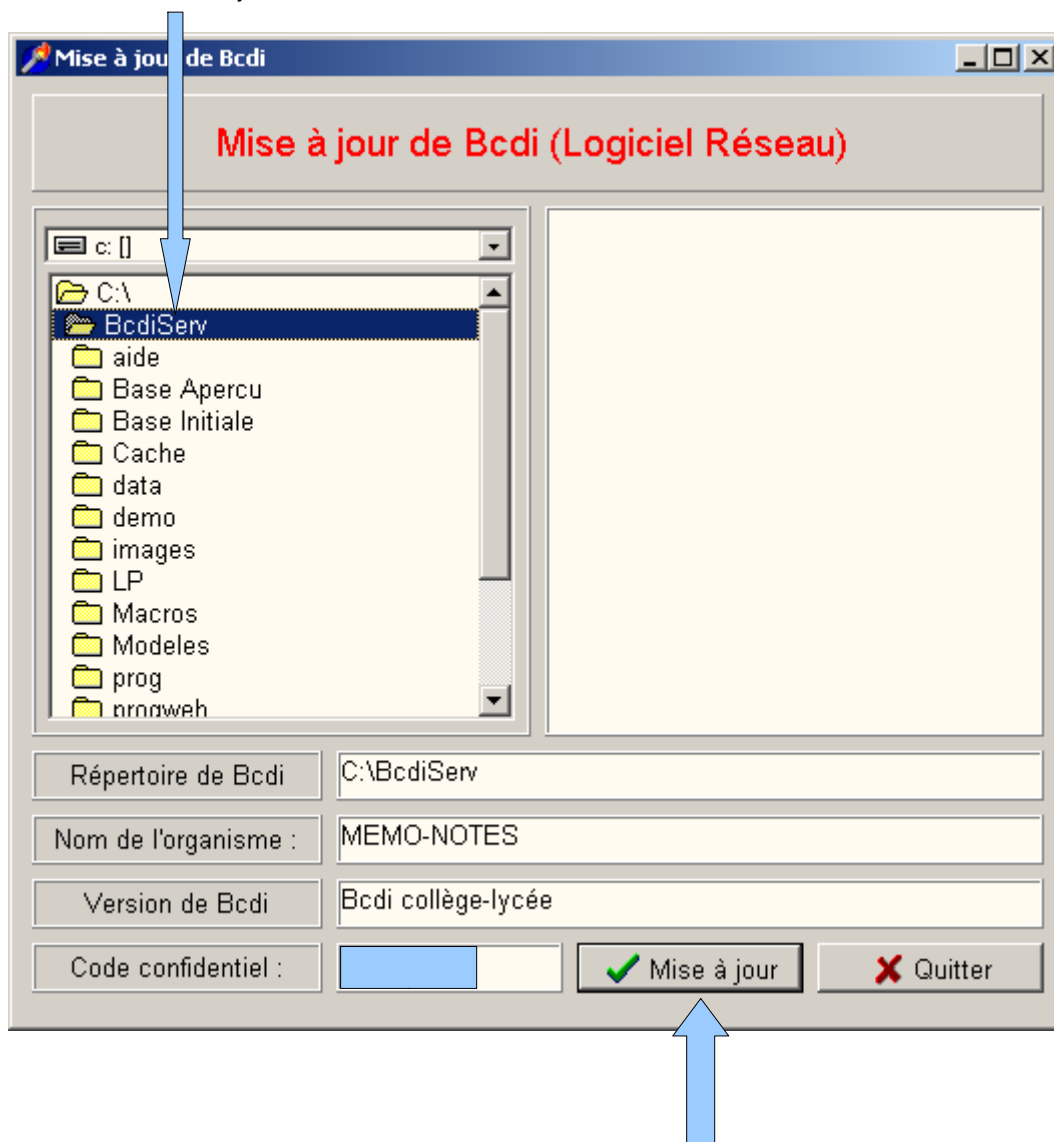 Mise à jour de Bcdi
Mise à jour de Bcdi (Logiciel Réseau)
c: []
C:\
BcdiServ
aide
Base Apercu
Base Initiale
Cache
data
demo
images
LP
Macros
Modeles
prog
progweb
Répertoire de Bcdi
C:\BcdiServ
Nom de l'organisme :
MEMO-NOTES
Version de Bcdi
Bcdi collège-lycée
Code confidentiel :
Mise à jour
Quitter